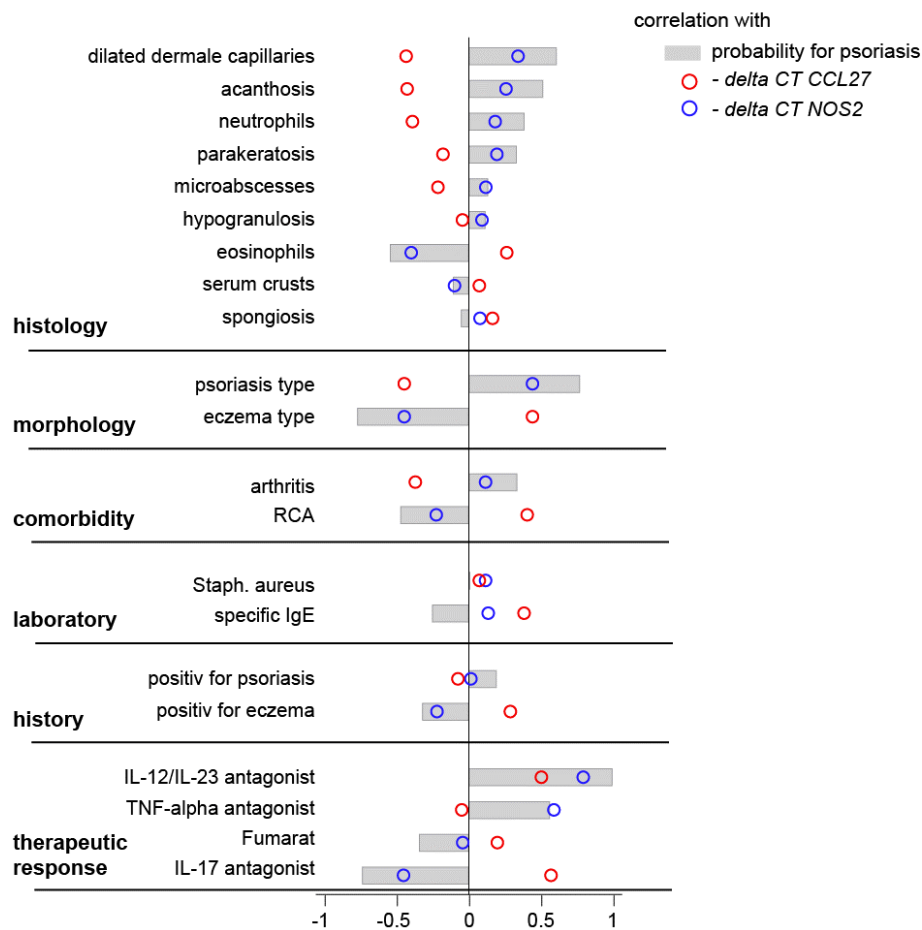 correlation with
probability for psoriasis
- delta CT CCL27
- delta CT NOS2
dilated dermale capillaries
acanthosis
neutrophils
parakeratosis
microabscesses
hypogranulosis
eosinophils
serum crusts
spongiosis
histology
psoriasis type
eczema type
morphology
arthritis
RCA
comorbidity
Staph. aureus
specific IgE
laboratory
positiv for psoriasis
positiv for eczema
history
IL-12/IL-23 antagonist
TNF-alpha antagonist
Fumarat
therapeutic
response
IL-17 antagonist
-1 -0.5 0 0.5 1